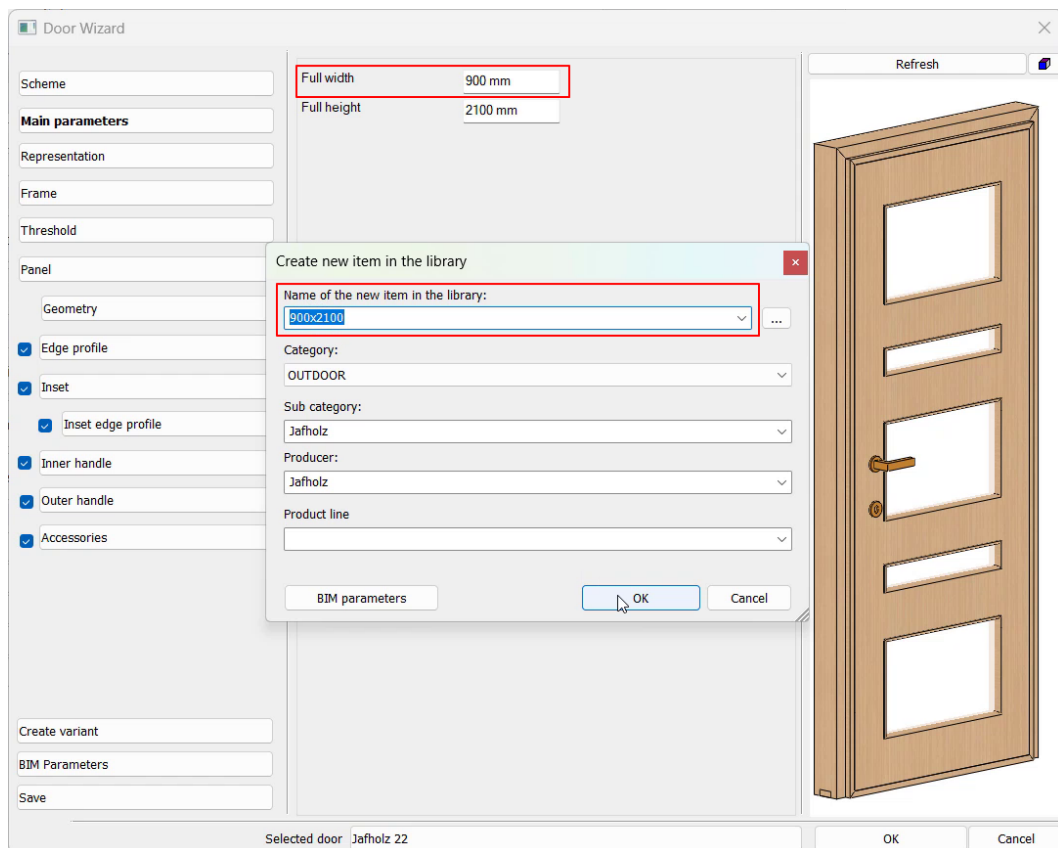 Door Wizard
Refresh
Scheme
Main parameters
Representation
Frame
Threshold
Panel
Geometry
Edge profile
Inset
Inset edge profile
Inner handle
Outer handle
Accessories
Create variant
BIM Parameters
Save
Full width 900 mm
Full height 2100 mm
Create new item in the library
Name of the new item in the library:
900x2100
...
Category:
OUTDOOR
Sub category:
Jafholz
Producer:
Jafholz
Product line
BIM parameters OK Cancel
Selected door Jafholz 22 OK Cancel